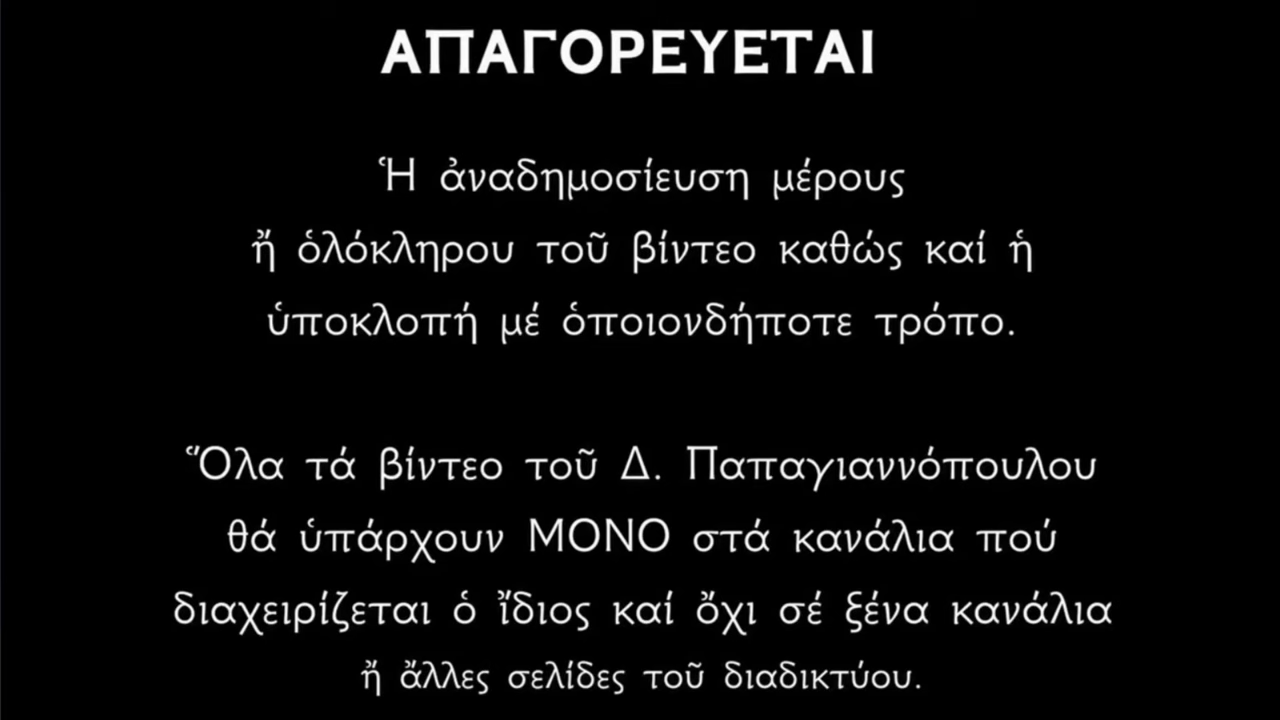 ΑΠΑΓΟΡΕΥΕΤΑΙ
Ἡ ἀναδημοσίευση μέρους
ἤ ὁλόκληρου τοῦ βίντεο καθώς καί ἡ
ὑποκλοπή μέ ὁποιονδήποτε τρόπο.
Ὅλα τά βίντεο τοῦ Δ. Παπαγιαννόπουλου
θά ὑπάρχουν ΜΟΝΟ στά κανάλια πού
διαχειρίζεται ὁ ἴδιος καί ὄχι σέ ξένα κανάλια
ἤ ἄλλες σελίδες τοῦ διαδικτύου.